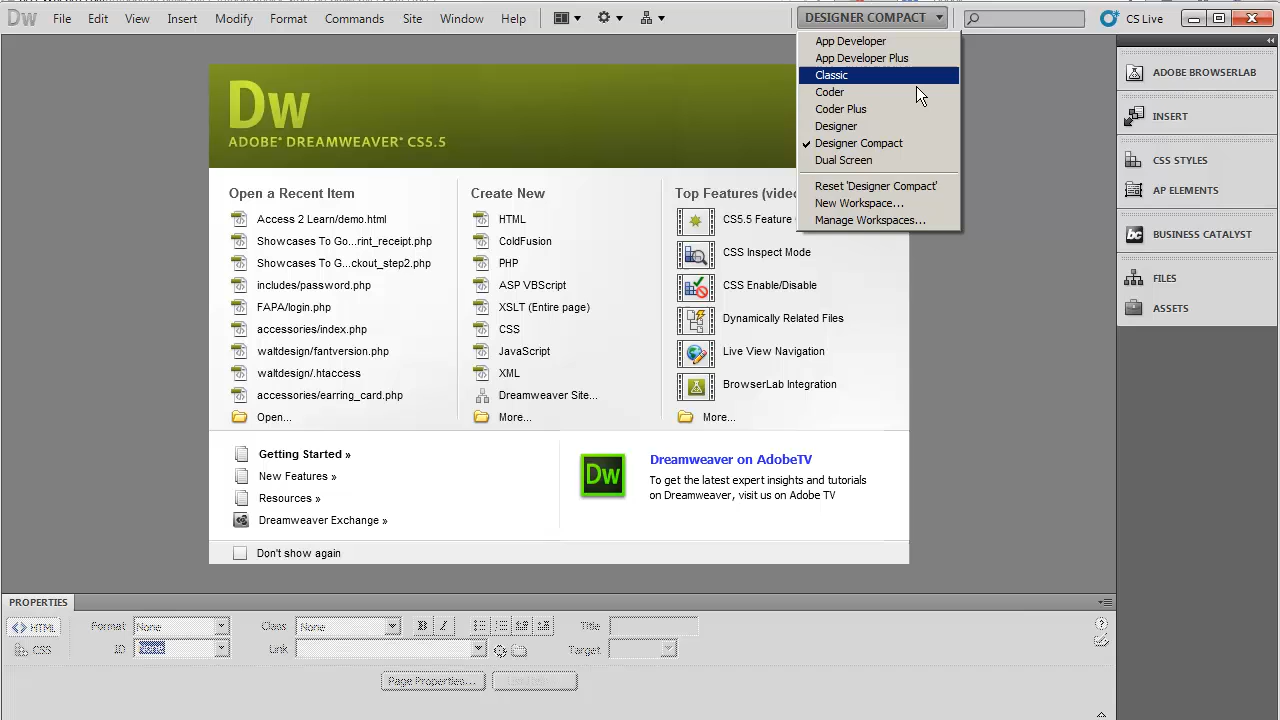 Dw File Edit View Insert Modify Format Commands Site Window Help DESIGNER COMPACT CS Live
App Developer
App Developer Plus
Classic
Coder
Coder Plus
Designer
Designer Compact
Dual Screen
Reset 'Designer Compact'
New Workspace...
Manage Workspaces...
ADOBE BROWSERLAB
INSERT
CSS STYLES
AP ELEMENTS
BUSINESS CATALYST
FILES
ASSETS
Dw
ADOBE® DREAMWEAVER® CS5.5
Open a Recent Item
Access 2 Learn/demo.html
Showcases To Go...rint_receipt.php
Showcases To G...ckout_step2.php
includes/password.php
FAPA/login.php
accessories/index.php
waltdesign/fantversion.php
waltdesign/.htaccess
accessories/earring_card.php
Open...
Create New
HTML
ColdFusion
PHP
ASP VBScript
XSLT (Entire page)
CSS
JavaScript
XML
Dreamweaver Site...
More...
Top Features (video
CS5.5 Feature
CSS Inspect Mode
CSS Enable/Disable
Dynamically Related Files
Live View Navigation
BrowserLab Integration
More...
Getting Started »
New Features »
Resources »
Dreamweaver Exchange »
Dw
Dreamweaver on AdobeTV
To get the latest expert insights and tutorials
on Dreamweaver, visit us on Adobe TV
Don't show again
PROPERTIES
HTML Format None Class None B I Title
CSS ID Link Target
Page Properties...